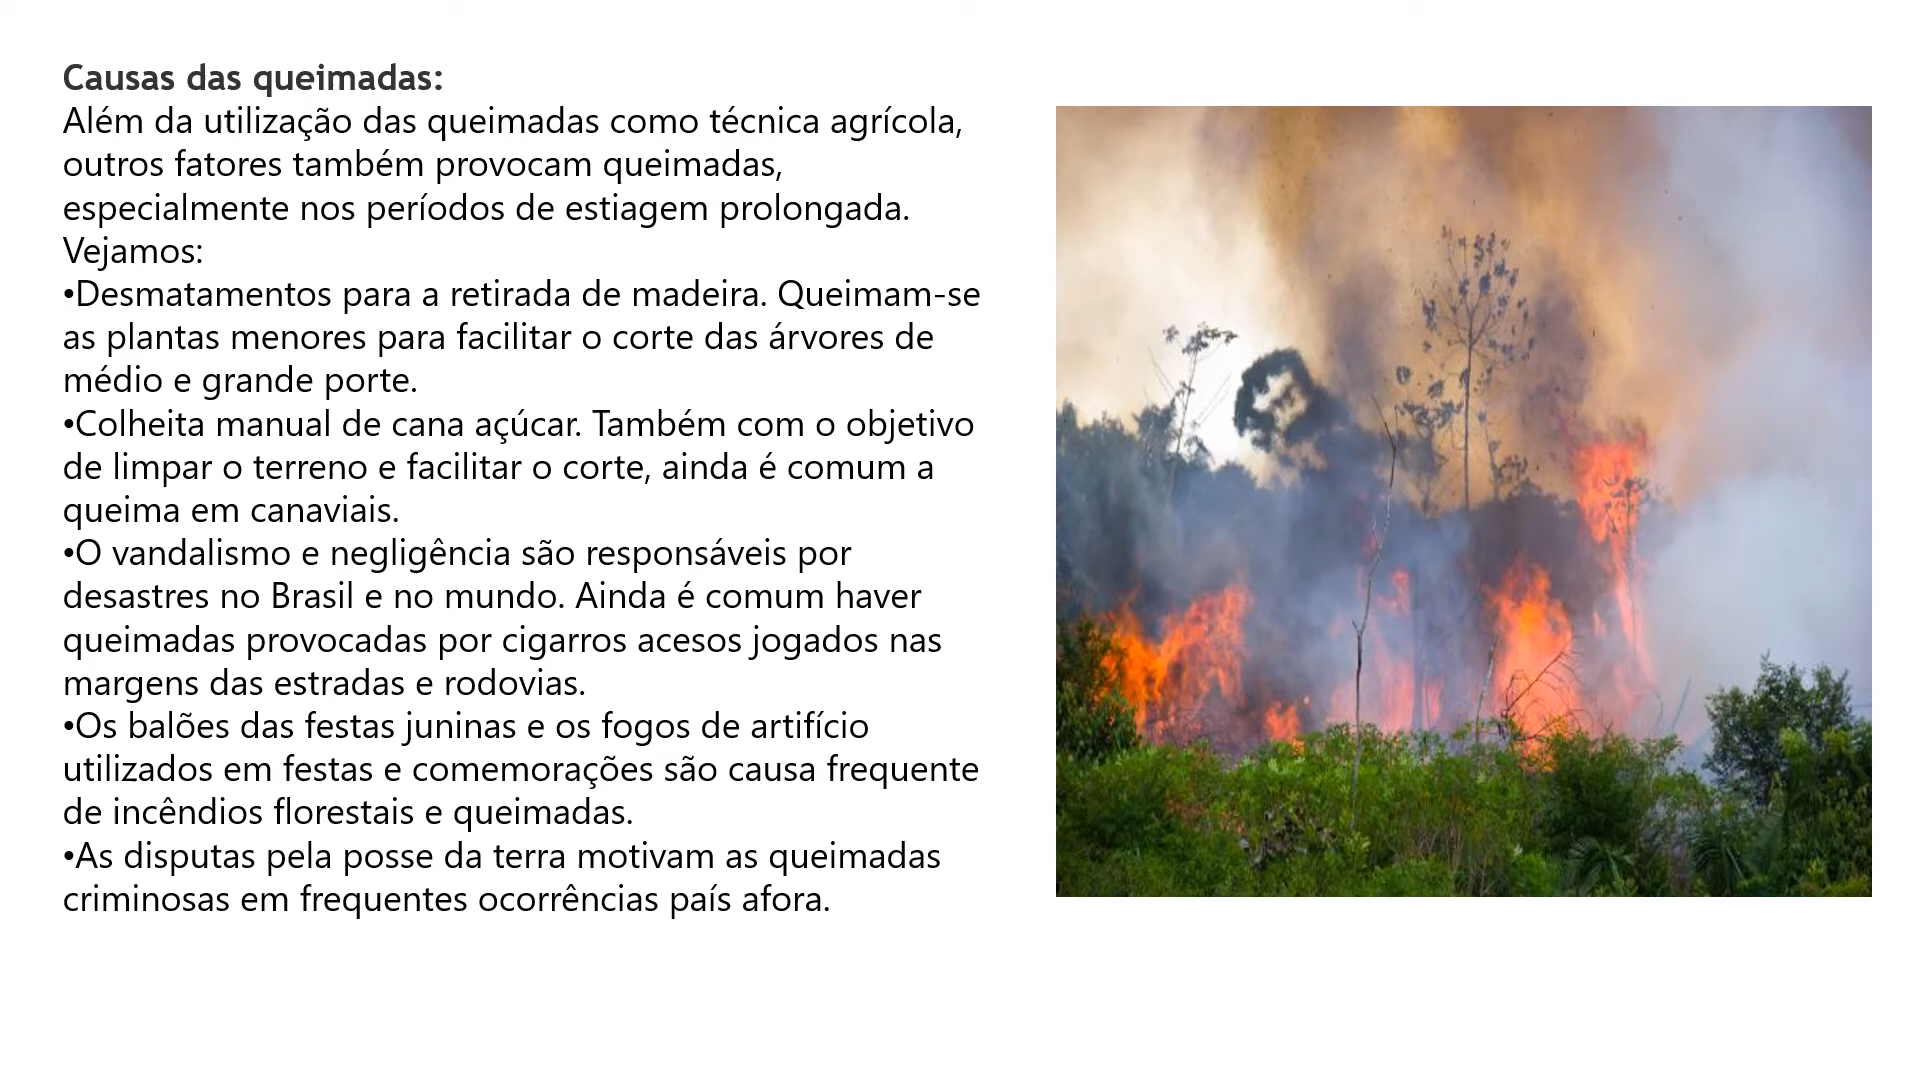 Causas das queimadas:
Além da utilização das queimadas como técnica agrícola,
outros fatores também provocam queimadas,
especialmente nos períodos de estiagem prolongada.
Vejamos:
•Desmatamentos para a retirada de madeira. Queimam-se
as plantas menores para facilitar o corte das árvores de
médio e grande porte.
•Colheita manual de cana açúcar. Também com o objetivo
de limpar o terreno e facilitar o corte, ainda é comum a
queima em canaviais.
•O vandalismo e negligência são responsáveis por
desastres no Brasil e no mundo. Ainda é comum haver
queimadas provocadas por cigarros acesos jogados nas
margens das estradas e rodovias.
•Os balões das festas juninas e os fogos de artifício
utilizados em festas e comemorações são causa frequente
de incêndios florestais e queimadas.
•As disputas pela posse da terra motivam as queimadas
criminosas em frequentes ocorrências país afora.